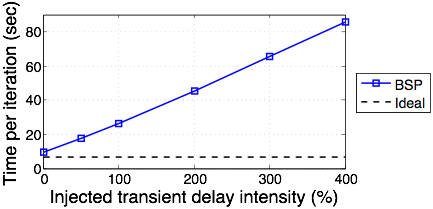 Time per iteration (sec)
80
60
40
20
0
0
100
200
300
400
Injected transient delay intensity (%)
BSP
Ideal